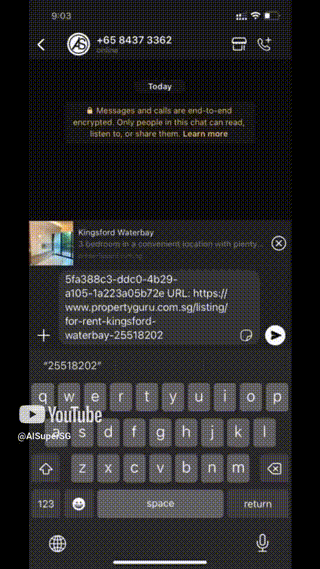 9:03
+65 8437 3362
online
Today
Messages and calls are end-to-end
encrypted. Only people in this chat can read,
listen to, or share them. Learn more
Kingsford Waterbay
3 bedroom in a convenient location with plenty...
5fa388c3-ddc0-4b29-
a105-1a223a05b72e URL: https://
www.propertyguru.com.sg/listing/
for-rent-kingsford-
waterbay-25518202
"25518202"
q w e r t y u i o p
a s d f g h j k l
YouTube
@AISuperSG
z x c v b n m
123 space return